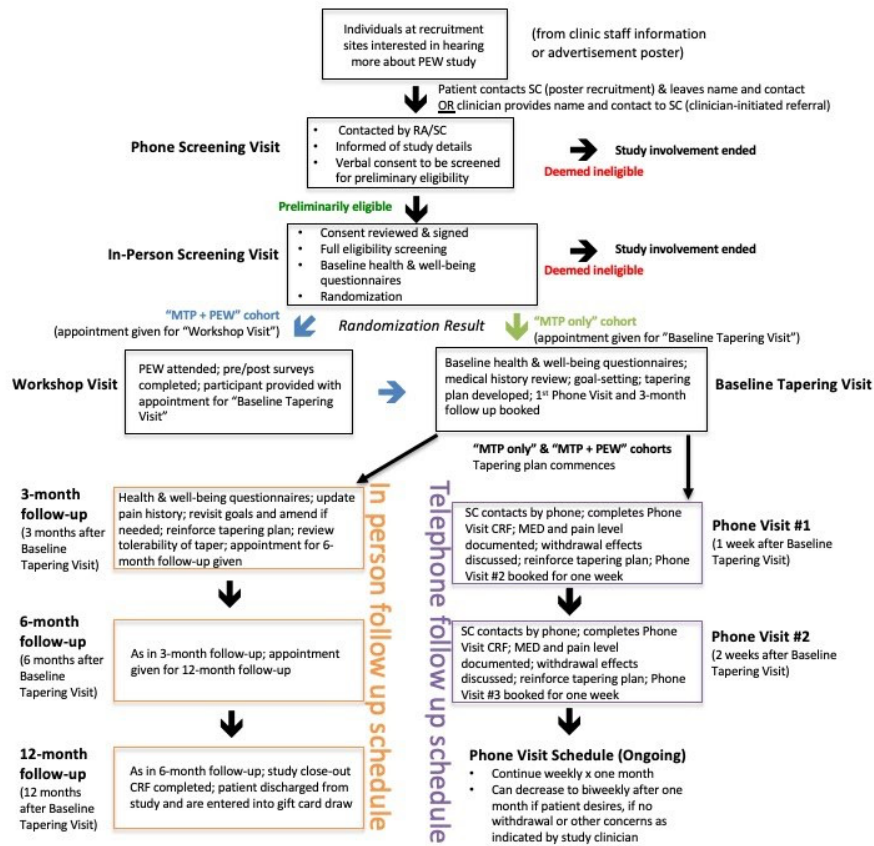 Individuals at recruitment
sites interested in hearing
more about PEW study
(from clinic staff information
or advertisement poster)
Patient contacts SC (poster recruitment) & leaves name and contact
OR clinician provides name and contact to SC (clinician-initiated referral)
Phone Screening Visit
• Contacted by RA/SC
• Informed of study details
• Verbal consent to be screened
for preliminary eligibility
Study involvement ended
Deemed ineligible
Preliminarily eligible
In-Person Screening Visit
• Consent reviewed & signed
• Full eligibility screening
• Baseline health & well-being
questionnaires
• Randomization
Study involvement ended
Deemed ineligible
"MTP + PEW" cohort
(appointment given for "Workshop Visit")
Randomization Result
"MTP only" cohort
(appointment given for "Baseline Tapering Visit")
Workshop Visit
PEW attended; pre/post surveys
completed; participant provided with
appointment for "Baseline Tapering
Visit"
Baseline health & well-being questionnaires;
medical history review; goal-setting; tapering
plan developed; 1st Phone Visit and 3-month
follow up booked
Baseline Tapering Visit
"MTP only" & "MTP + PEW" cohorts
Tapering plan commences
3-month
follow-up
(3 months after
Baseline
Tapering Visit)
Health & well-being questionnaires; update
pain history; revisit goals and amend if
needed; reinforce tapering plan; review
tolerability of taper; appointment for 6-
month follow-up given
6-month
follow-up
(6 months after
Baseline
Tapering Visit)
As in 3-month follow-up; appointment
given for 12-month follow-up
12-month
follow-up
(12 months
after Baseline
Tapering Visit)
As in 6-month follow-up; study close-out
CRF completed; patient discharged from
study and are entered into gift card draw
In person follow up schedule
Telephone follow up schedule
SC contacts by phone; completes Phone
Visit CRF; MED and pain level
documented; withdrawal effects
discussed; reinforce tapering plan; Phone
Visit #2 booked for one week
Phone Visit #1
(1 week after Baseline
Tapering Visit)
SC contacts by phone; completes Phone
Visit CRF; MED and pain level
documented; withdrawal effects
discussed; reinforce tapering plan; Phone
Visit #3 booked for one week
Phone Visit #2
(2 weeks after Baseline
Tapering Visit)
Phone Visit Schedule (Ongoing)
• Continue weekly x one month
• Can decrease to biweekly after one
month if patient desires, if no
withdrawal or other concerns as
indicated by study clinician